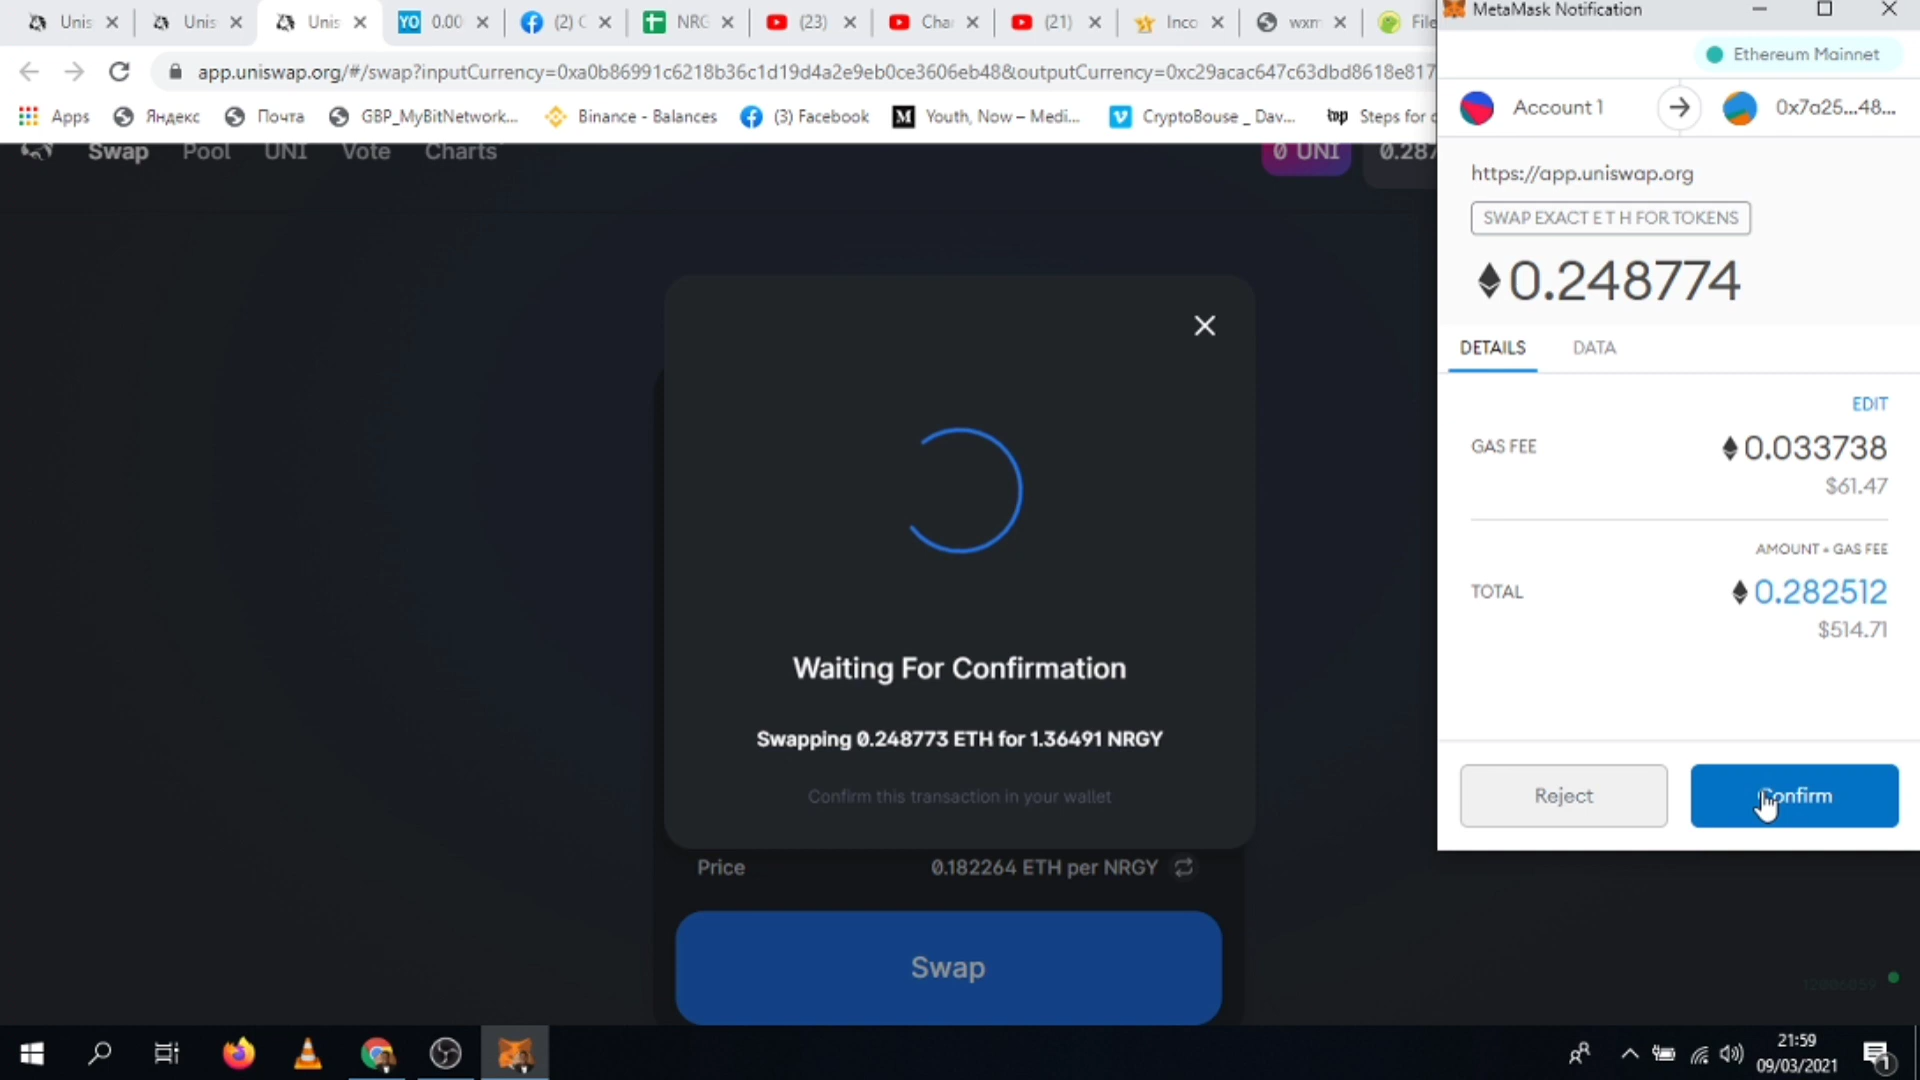 Unis
Unis
Unis
0.00
(2) C
NRG
(23)
Cha
(21)
Inco
wxm
File
app.uniswap.org/#/swap?inputCurrency=0xa0b86991c6218b36c1d19d4a2e9eb0ce3606eb48&outputCurrency=0xc29acac647c63dbd8618e817
Apps
Яндекс
Почта
GBP_MyBitNetwork...
Binance - Balances
(3) Facebook
Youth, Now – Medi...
CryptoBouse _ Dav...
Steps for
Swap
Pool
UNI
Vote
Charts
0 UNI
0.287
Waiting For Confirmation
Swapping 0.248773 ETH for 1.36491 NRGY
Confirm this transaction in your wallet
Price
0.182264 ETH per NRGY
Swap
MetaMask Notification
Ethereum Mainnet
Account 1
0x7a25...48...
https://app.uniswap.org
SWAP EXACT E T H FOR TOKENS
0.248774
DETAILS
DATA
EDIT
GAS FEE
0.033738
$61.47
AMOUNT + GAS FEE
TOTAL
0.282512
$514.71
Reject
Confirm
21:59
09/03/2021
1